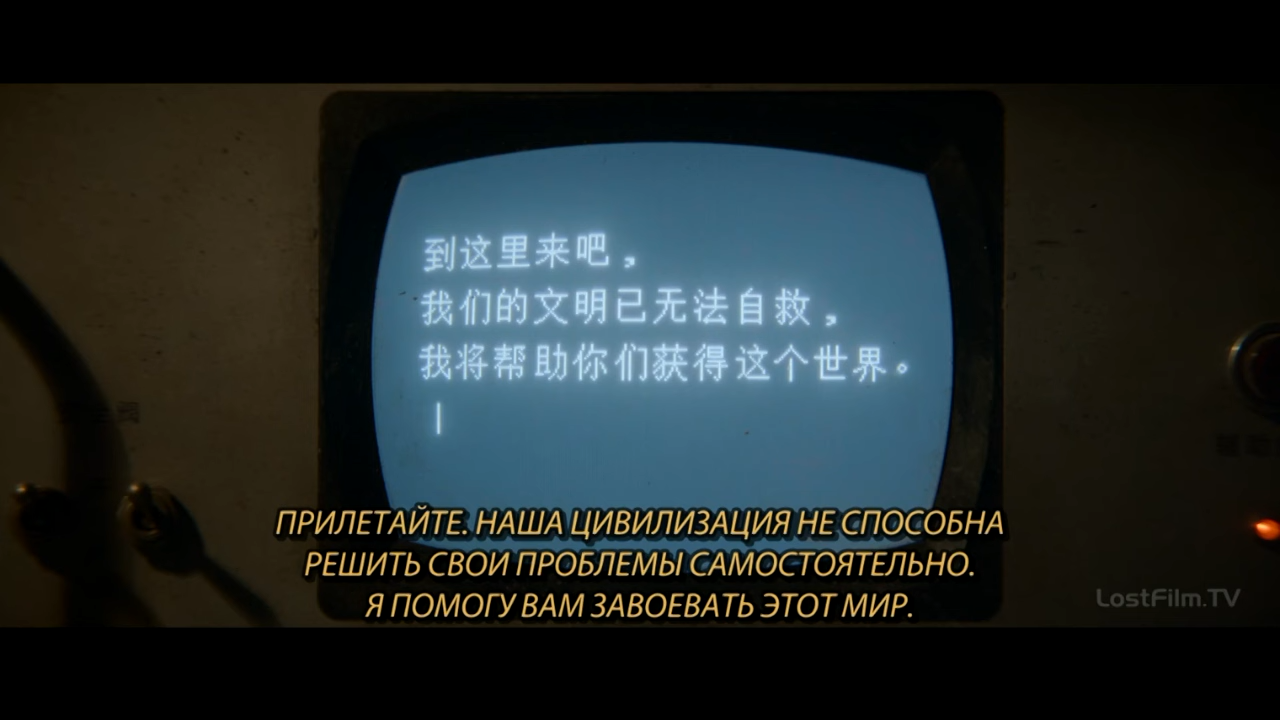 到这里来吧，
我们的文明已无法自救，
我将帮助你们获得这个世界。
ПРИЛЕТАЙТЕ. НАША ЦИВИЛИЗАЦИЯ НЕ СПОСОБНА
РЕШИТЬ СВОИ ПРОБЛЕМЫ САМОСТОЯТЕЛЬНО.
Я ПОМОГУ ВАМ ЗАВОЕВАТЬ ЭТОТ МИР.
LostFilm.TV